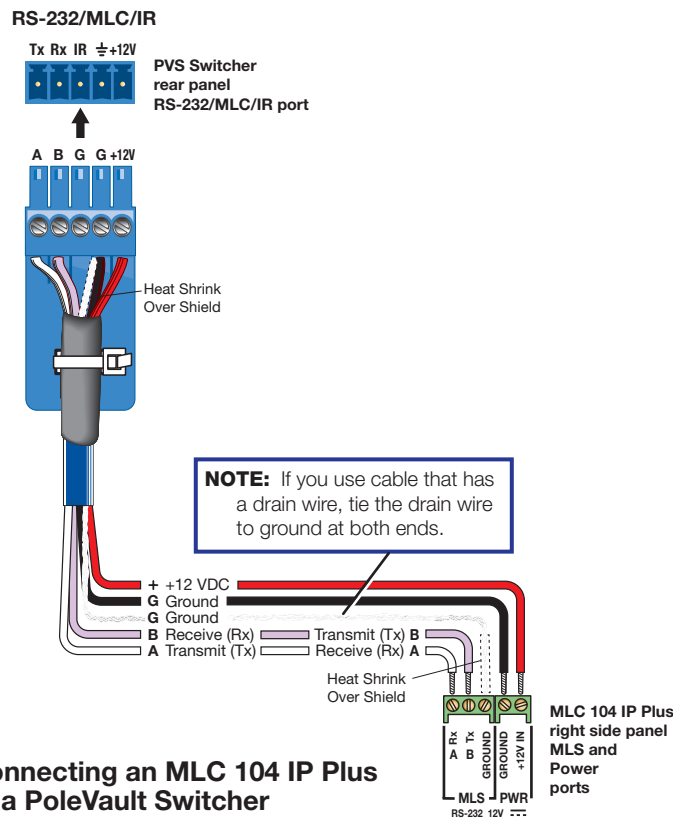 RS-232/MLC/IR
Tx Rx IR ⏚ +12V
PVS Switcher
rear panel
RS-232/MLC/IR port
A B G G +12V
Heat Shrink
Over Shield
NOTE: If you use cable that has
a drain wire, tie the drain wire
to ground at both ends.
+ +12 VDC
G Ground
G Ground
B Receive (Rx) Transmit (Tx) B
A Transmit (Tx) Receive (Rx) A
Heat Shrink
Over Shield
MLC 104 IP Plus
right side panel
MLS and
Power
ports
Rx Tx
A B GROUND GROUND +12V IN
MLS PWR
RS-232 12V
onnecting an MLC 104 IP Plus
a PoleVault Switcher